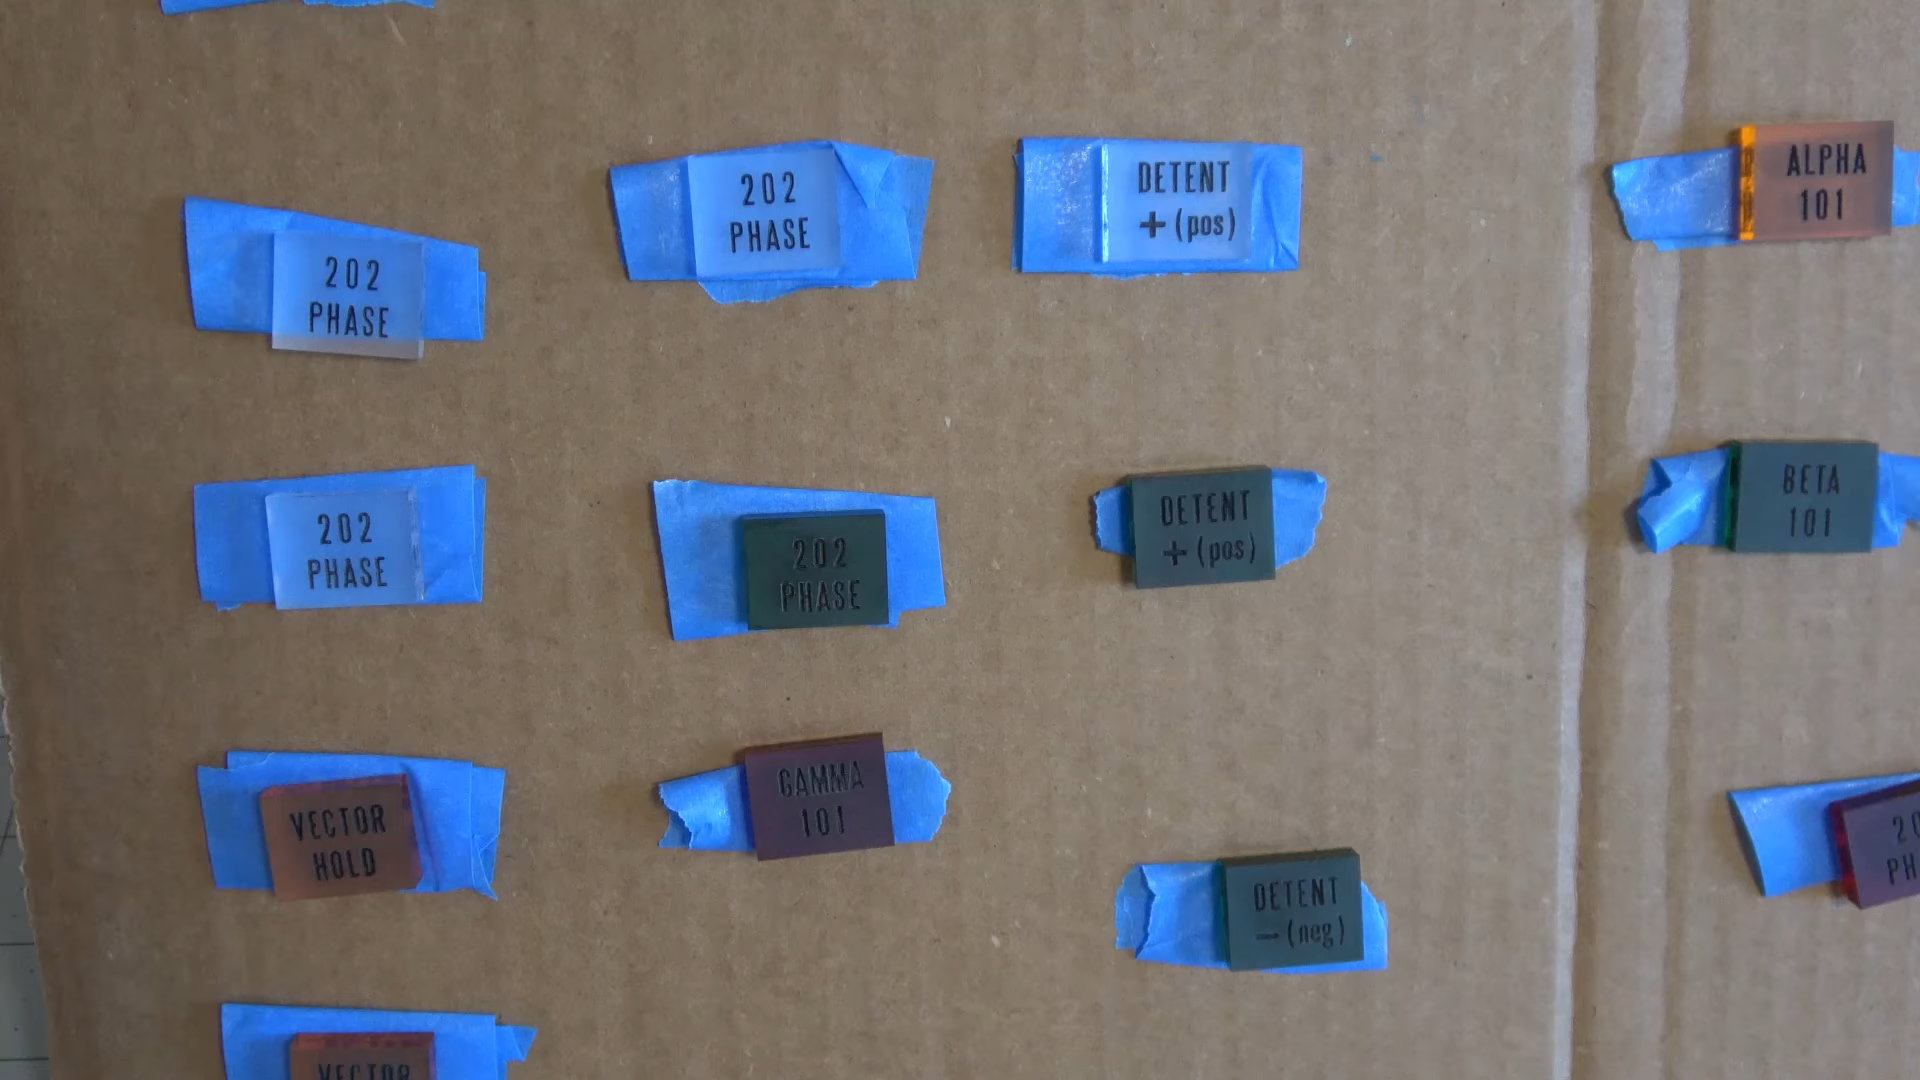 202
PHASE
202
PHASE
DETENT
+ (pos)
ALPHA
101
202
PHASE
202
PHASE
DETENT
+ (pos)
BETA
101
VECTOR
HOLD
GAMMA
101
DETENT
- (neg)
VECTOR